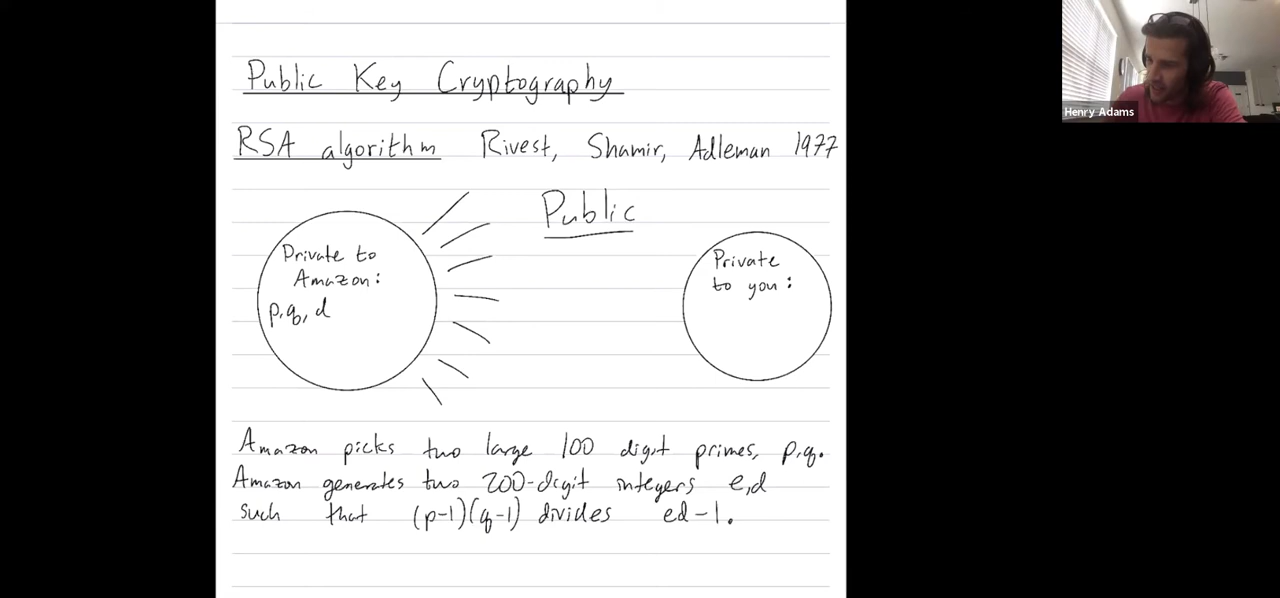 Public Key Cryptography
RSA algorithm Rivest, Shamir, Adleman 1977
Public
Private to
Amazon:
p,q,d
Private
to you:
Amazon picks two large 100 digit primes, p,q.
Amazon generates two 200-digit integers e,d
such that (p-1)(q-1) divides ed-1.
Henry Adams